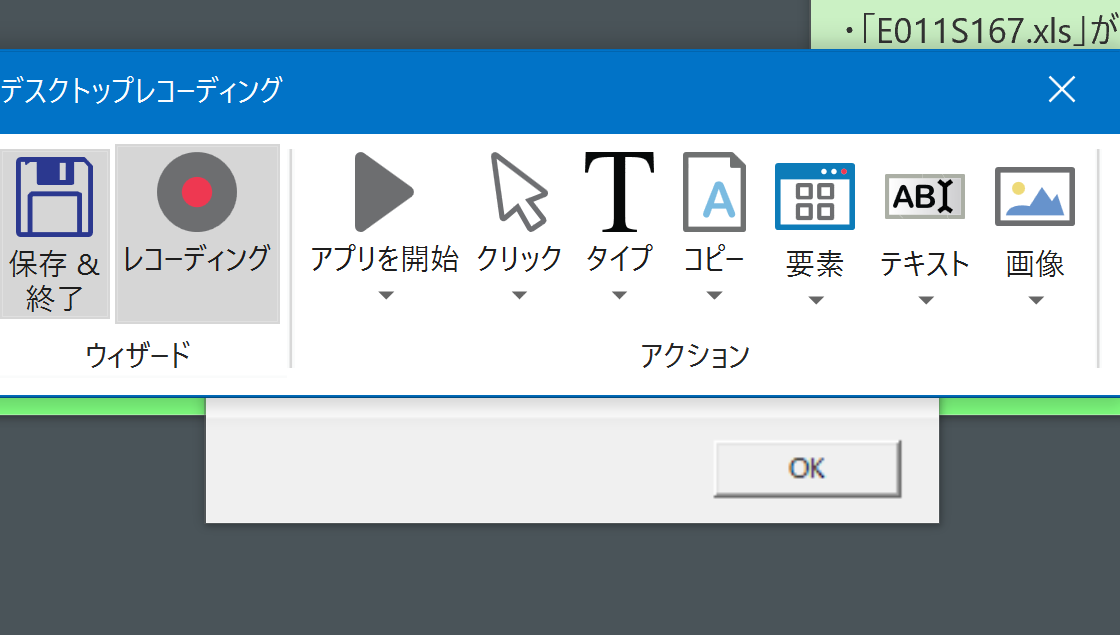 ・「E011S167.xls」が
デスクトップレコーディング
保存 &
終了
レコーディング
アプリを開始
クリック
タイプ
コピー
要素
テキスト
画像
ウィザード
アクション
OK